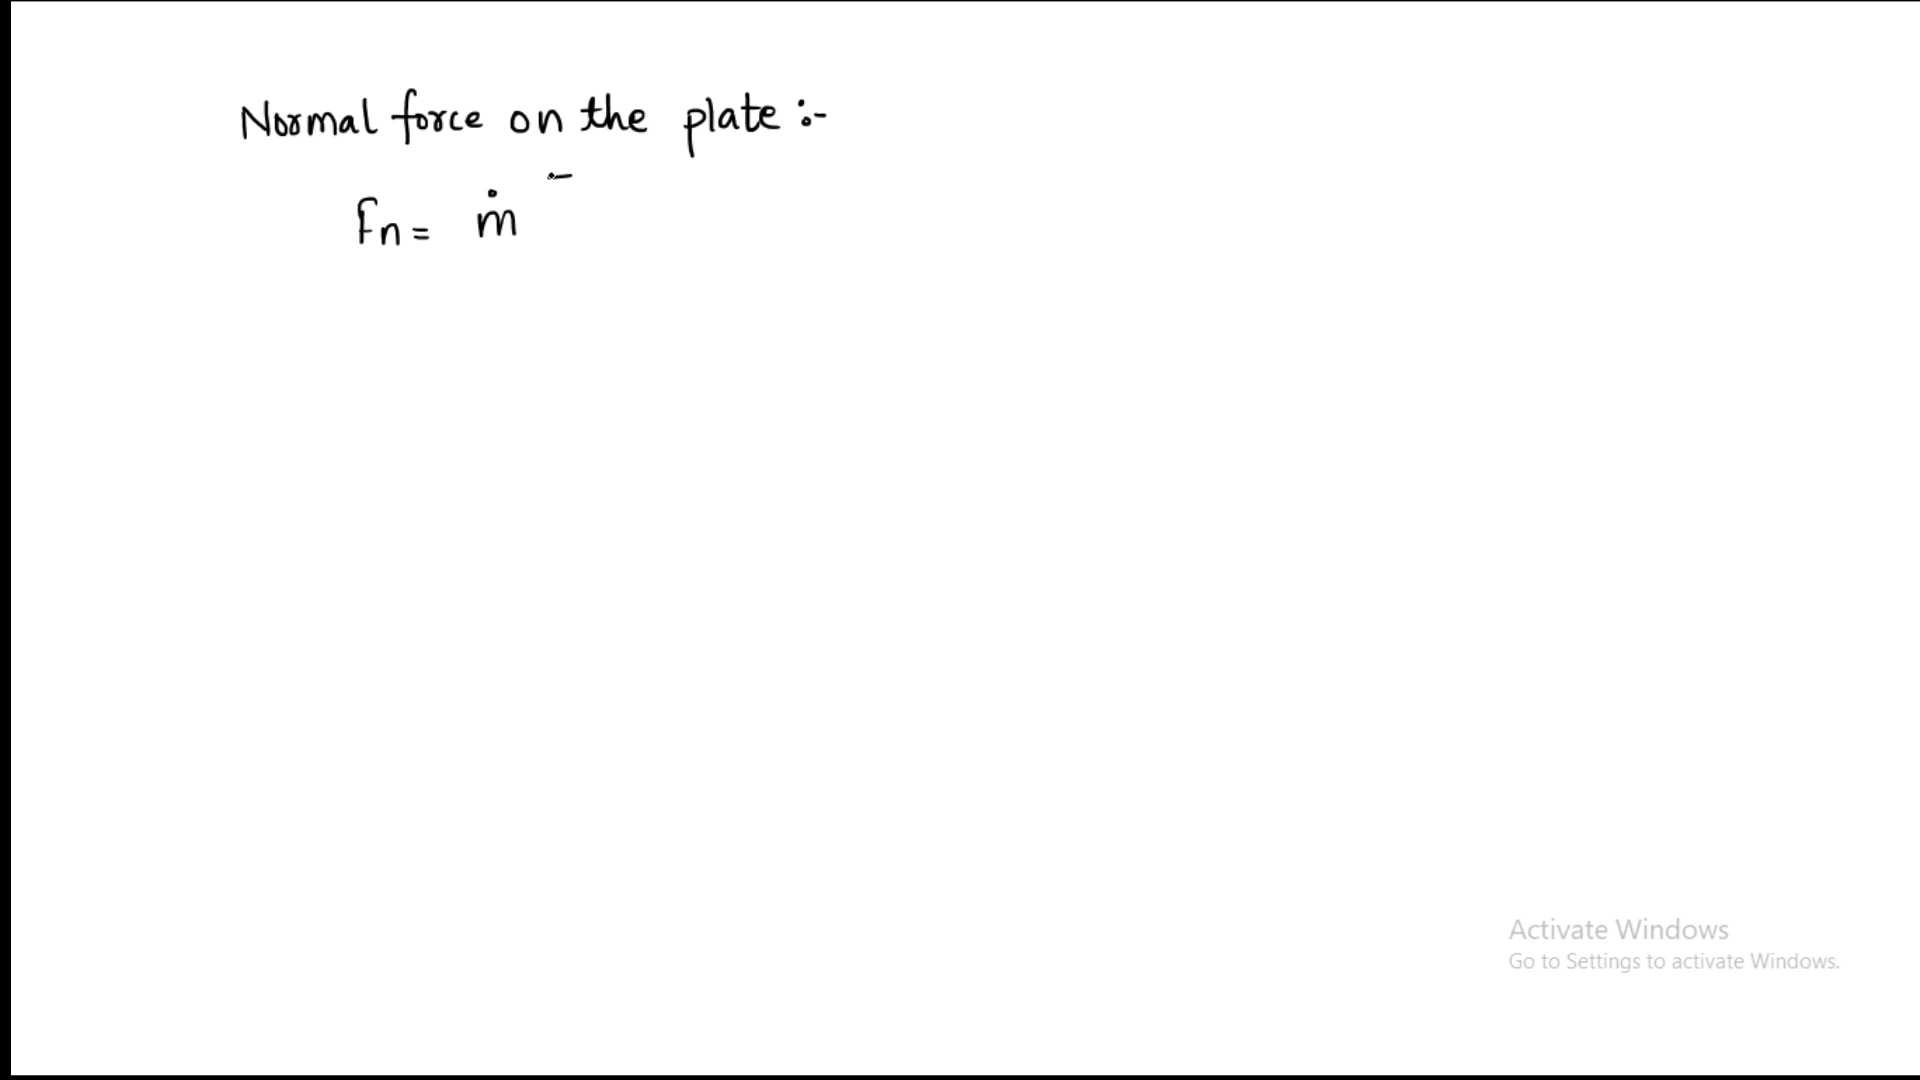 Normal force on the plate :-
Fn = ṁ
Activate Windows
Go to Settings to activate Windows.